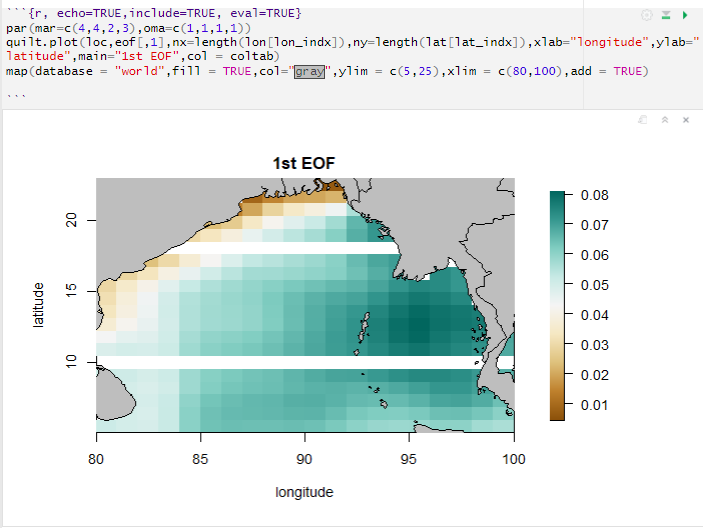 ```{r, echo=TRUE,include=TRUE, eval=TRUE}
par(mar=c(4,4,2,3),oma=c(1,1,1,1))
quilt.plot(loc,eof[,1],nx=length(lon[lon_indx]),ny=length(lat[lat_indx]),xlab="longitude",ylab="
latitude",main="1st EOF",col = coltab)
map(database = "world",fill = TRUE,col="gray",ylim = c(5,25),xlim = c(80,100),add = TRUE)
```
1st EOF
latitude
20
15
10
80 85 90 95 100
longitude
0.08
0.07
0.06
0.05
0.04
0.03
0.02
0.01